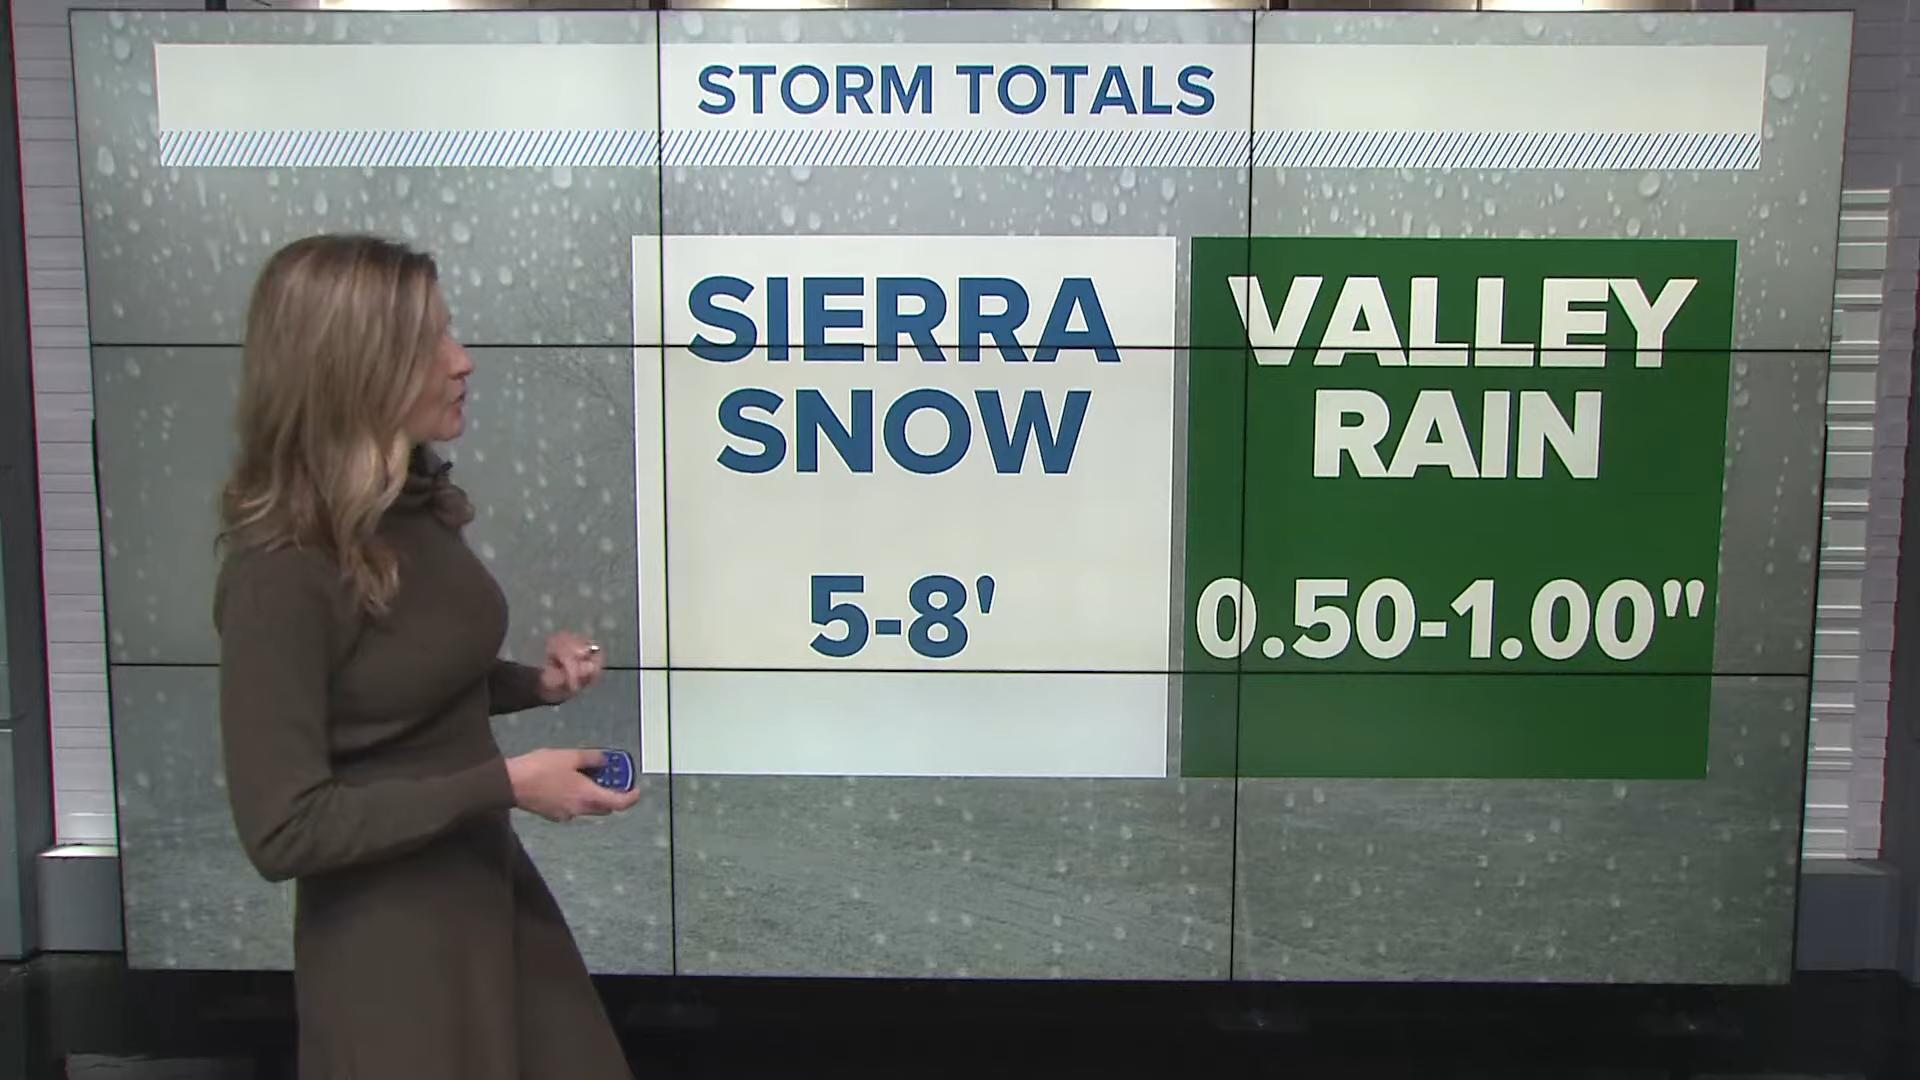 STORM TOTALS
SIERRA
SNOW
5-8'
VALLEY
RAIN
0.50-1.00"